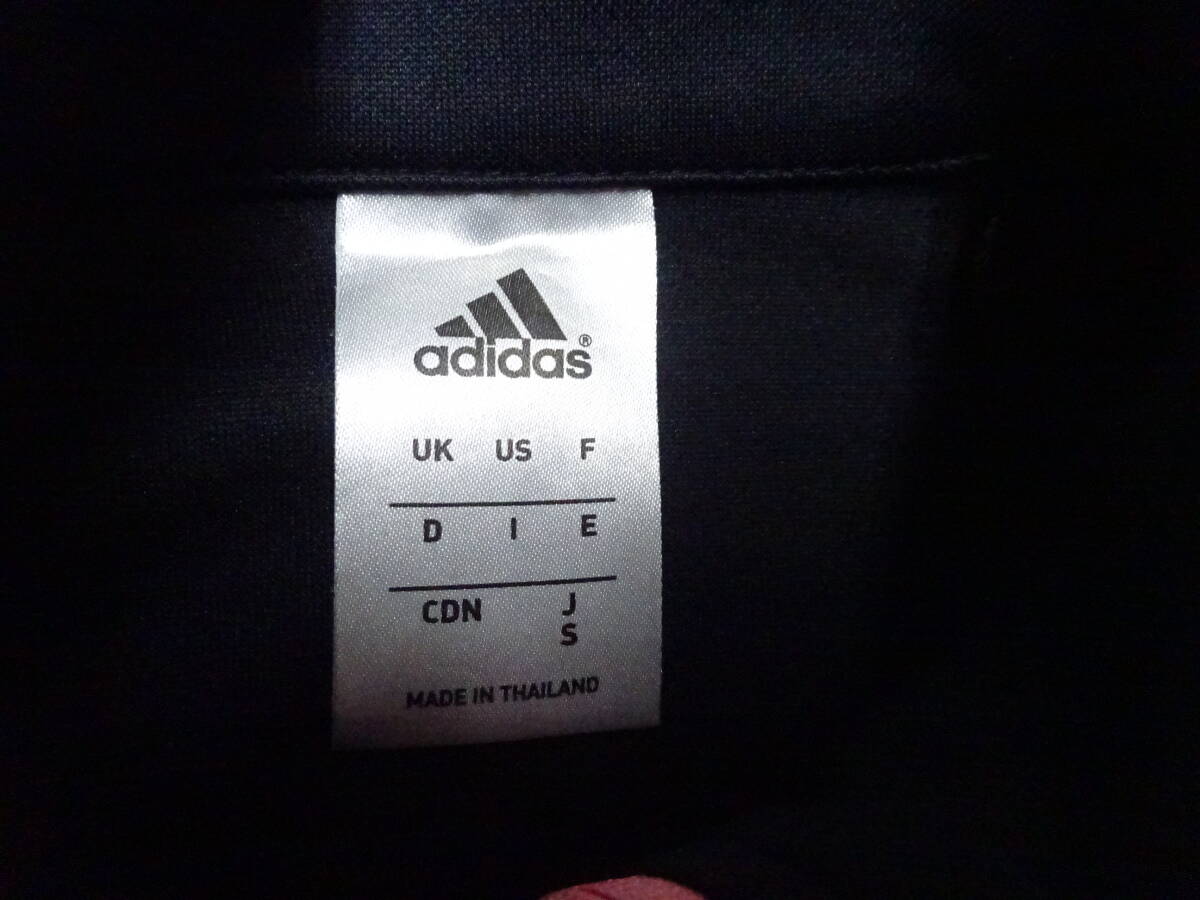 adidas®
UK US F
D I E
CDN J
S
MADE IN THAILAND